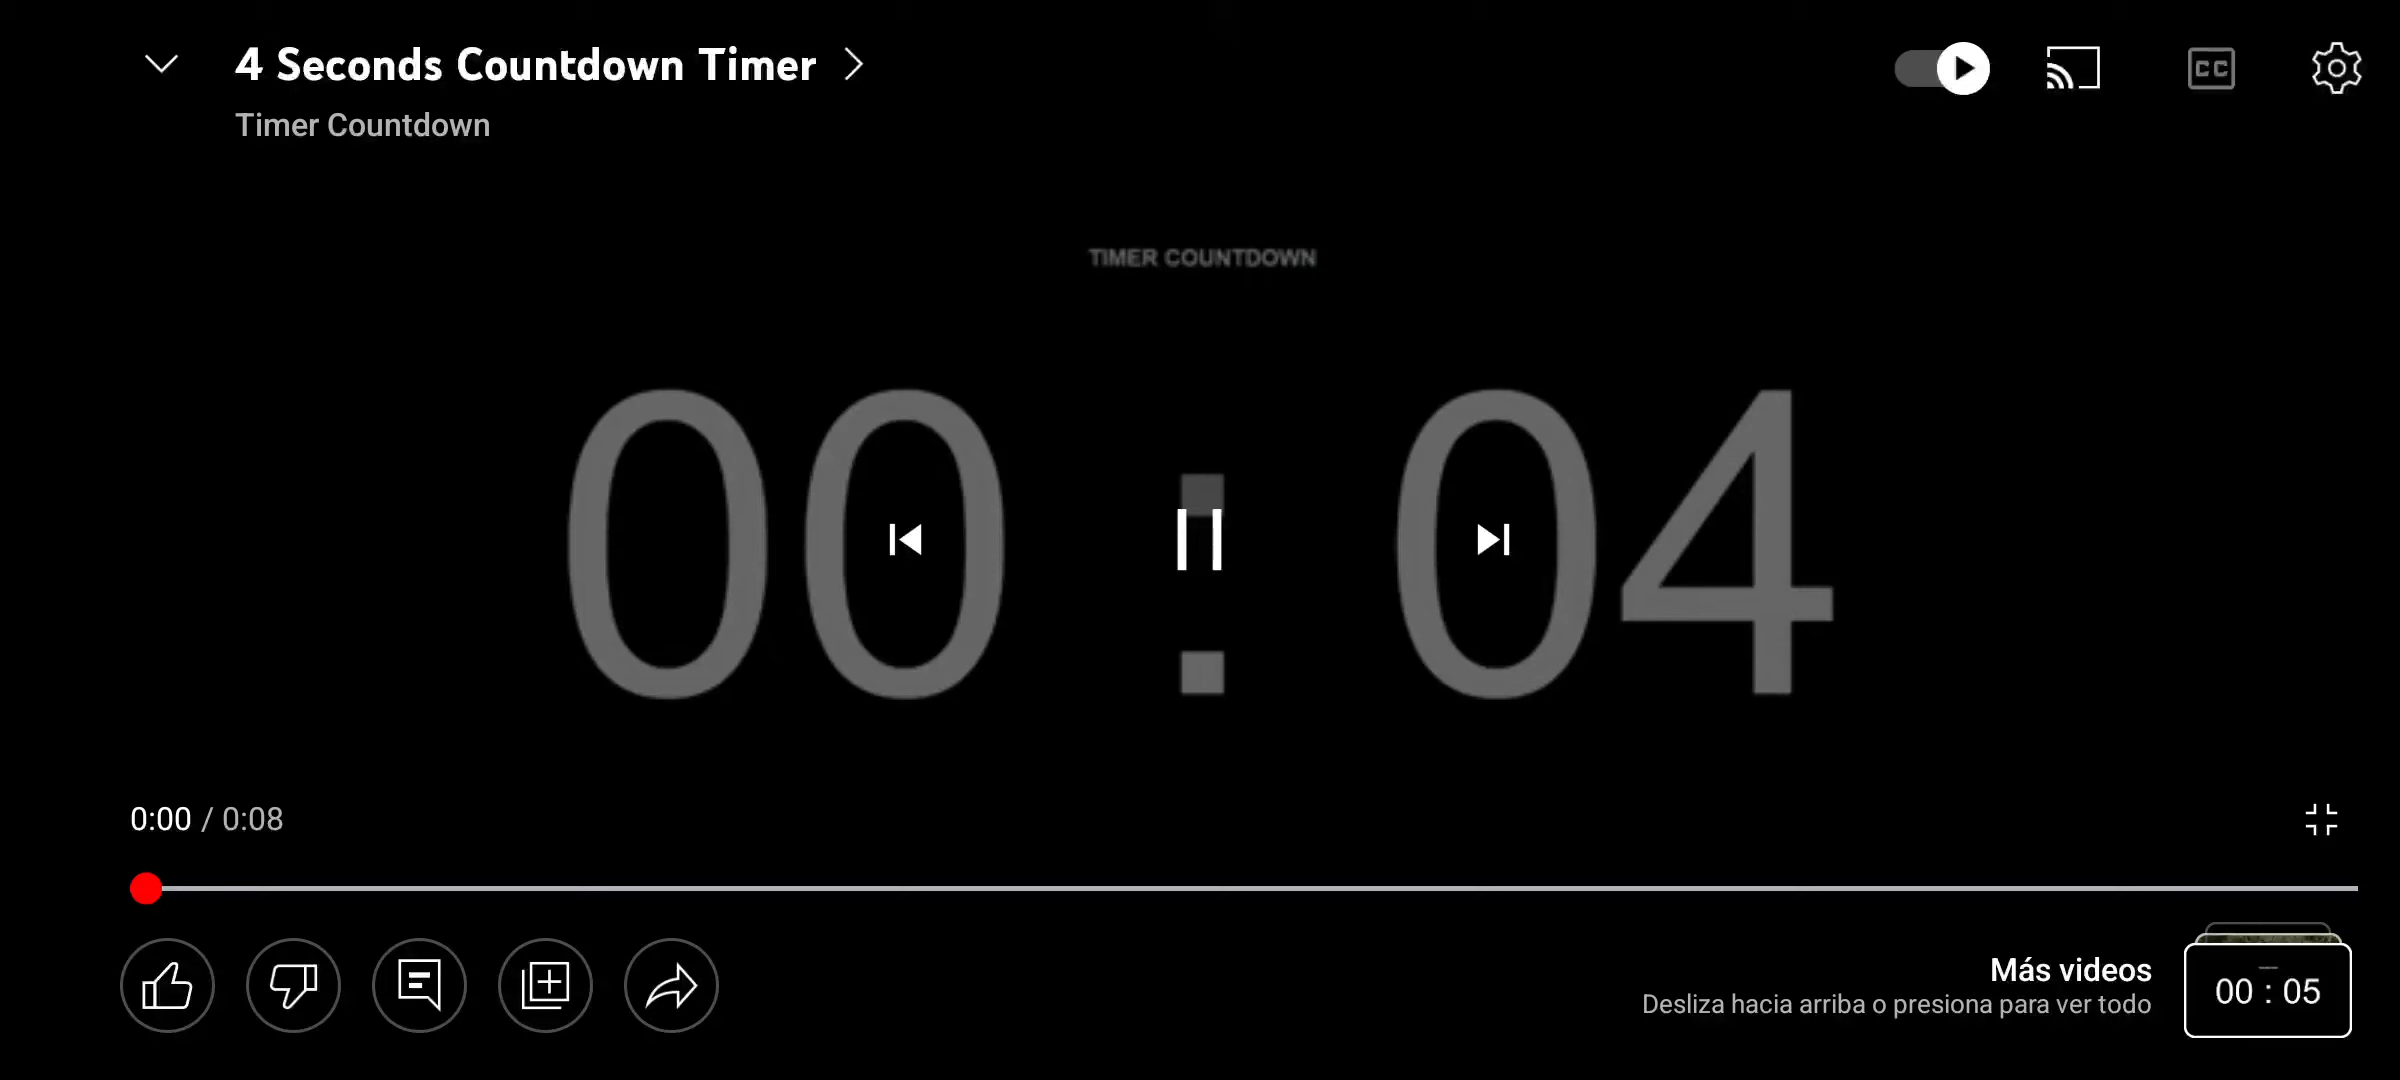 4 Seconds Countdown Timer
Timer Countdown
CC
TIMER COUNTDOWN
00 : 04
0:00 / 0:08
Más videos
Desliza hacia arriba o presiona para ver todo
00 : 05